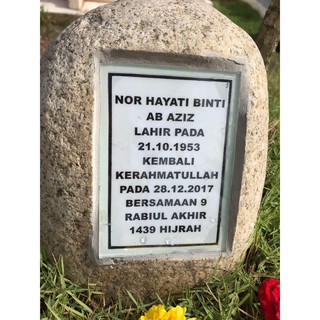 NOR HAYATI BINTI
AB AZIZ
LAHIR PADA
21.10.1953
KEMBALI
KERAHMATULLAH
PADA 28.12.2017
BERSAMAAN 9
RABIUL AKHIR
1439 HIJRAH